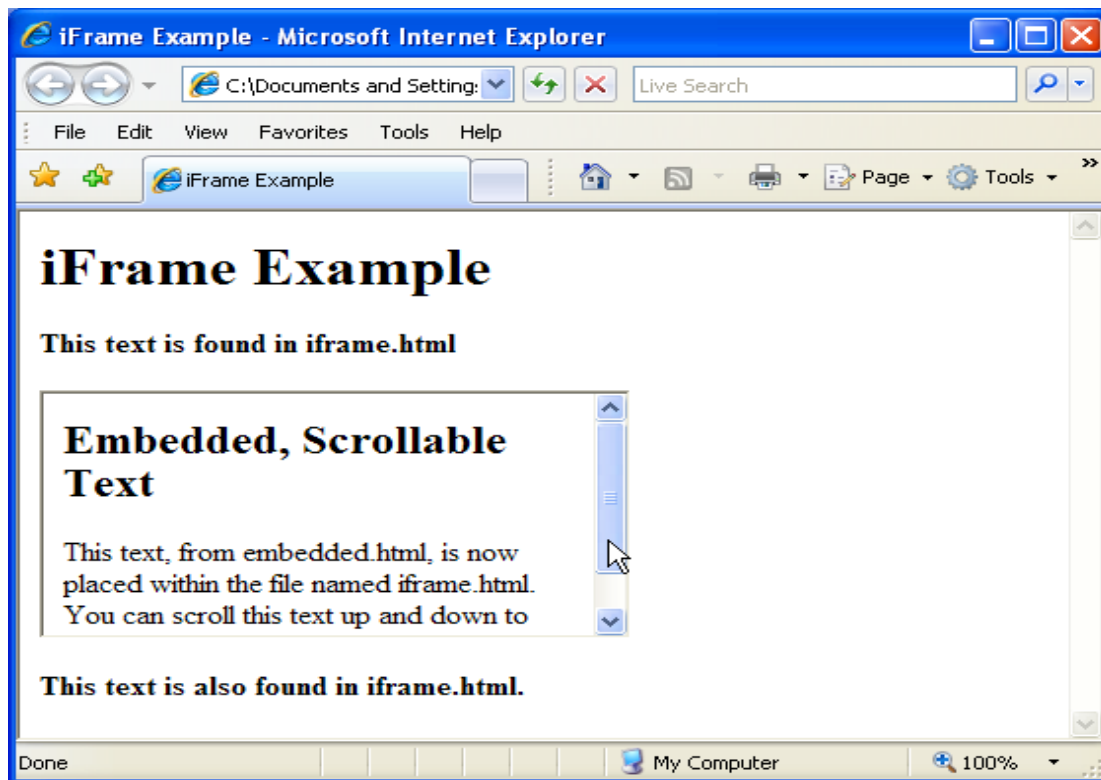 iFrame Example - Microsoft Internet Explorer
C:\Documents and Setting:
Live Search
File Edit View Favorites Tools Help
iFrame Example
Page Tools »
iFrame Example
This text is found in iframe.html
Embedded, Scrollable
Text
This text, from embedded.html, is now
placed within the file named iframe.html.
You can scroll this text up and down to
This text is also found in iframe.html.
Done My Computer 100%